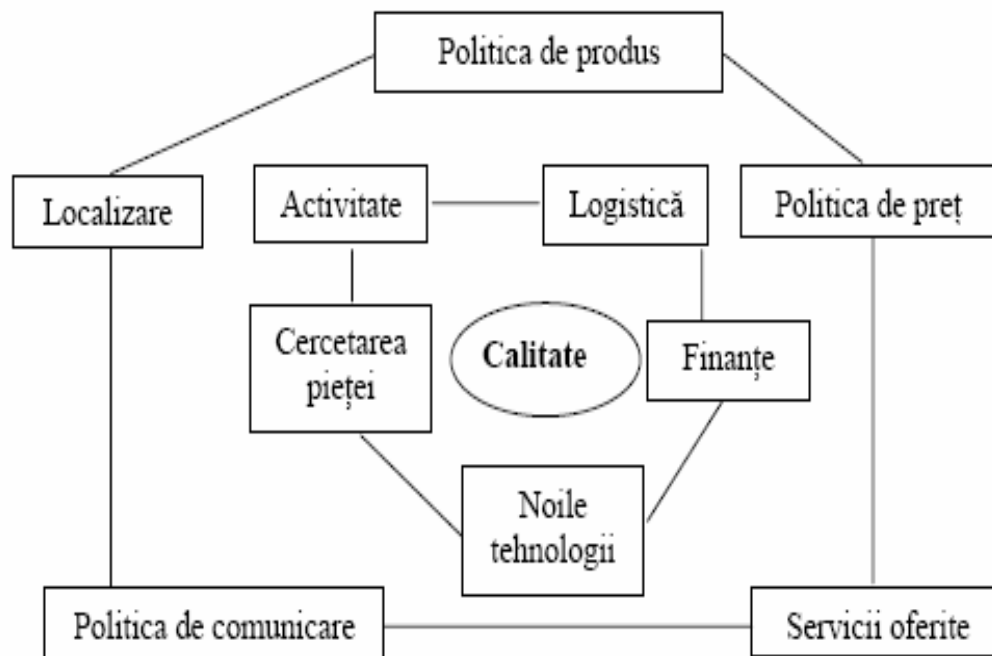 Politica de produs
Localizare
Activitate
Logistică
Politica de preț
Cercetarea
pieței
Calitate
Finanțe
Noile
tehnologii
Politica de comunicare
Servicii oferite